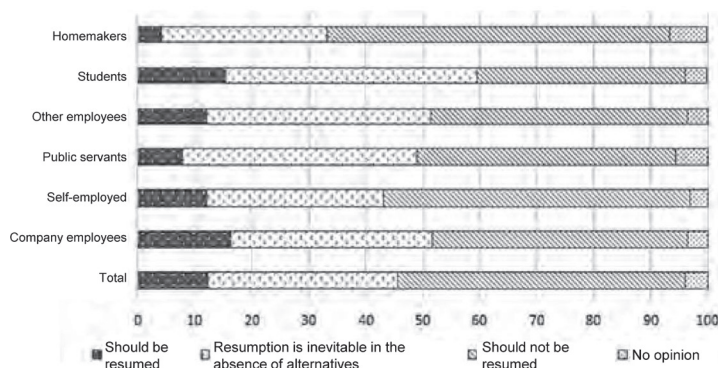 Homemakers
Students
Other employees
Public servants
Self-employed
Company employees
Total
0 10 20 30 40 50 60 70 80 90 100
Should be resumed
Resumption is inevitable in the absence of alternatives
Should not be resumed
No opinion